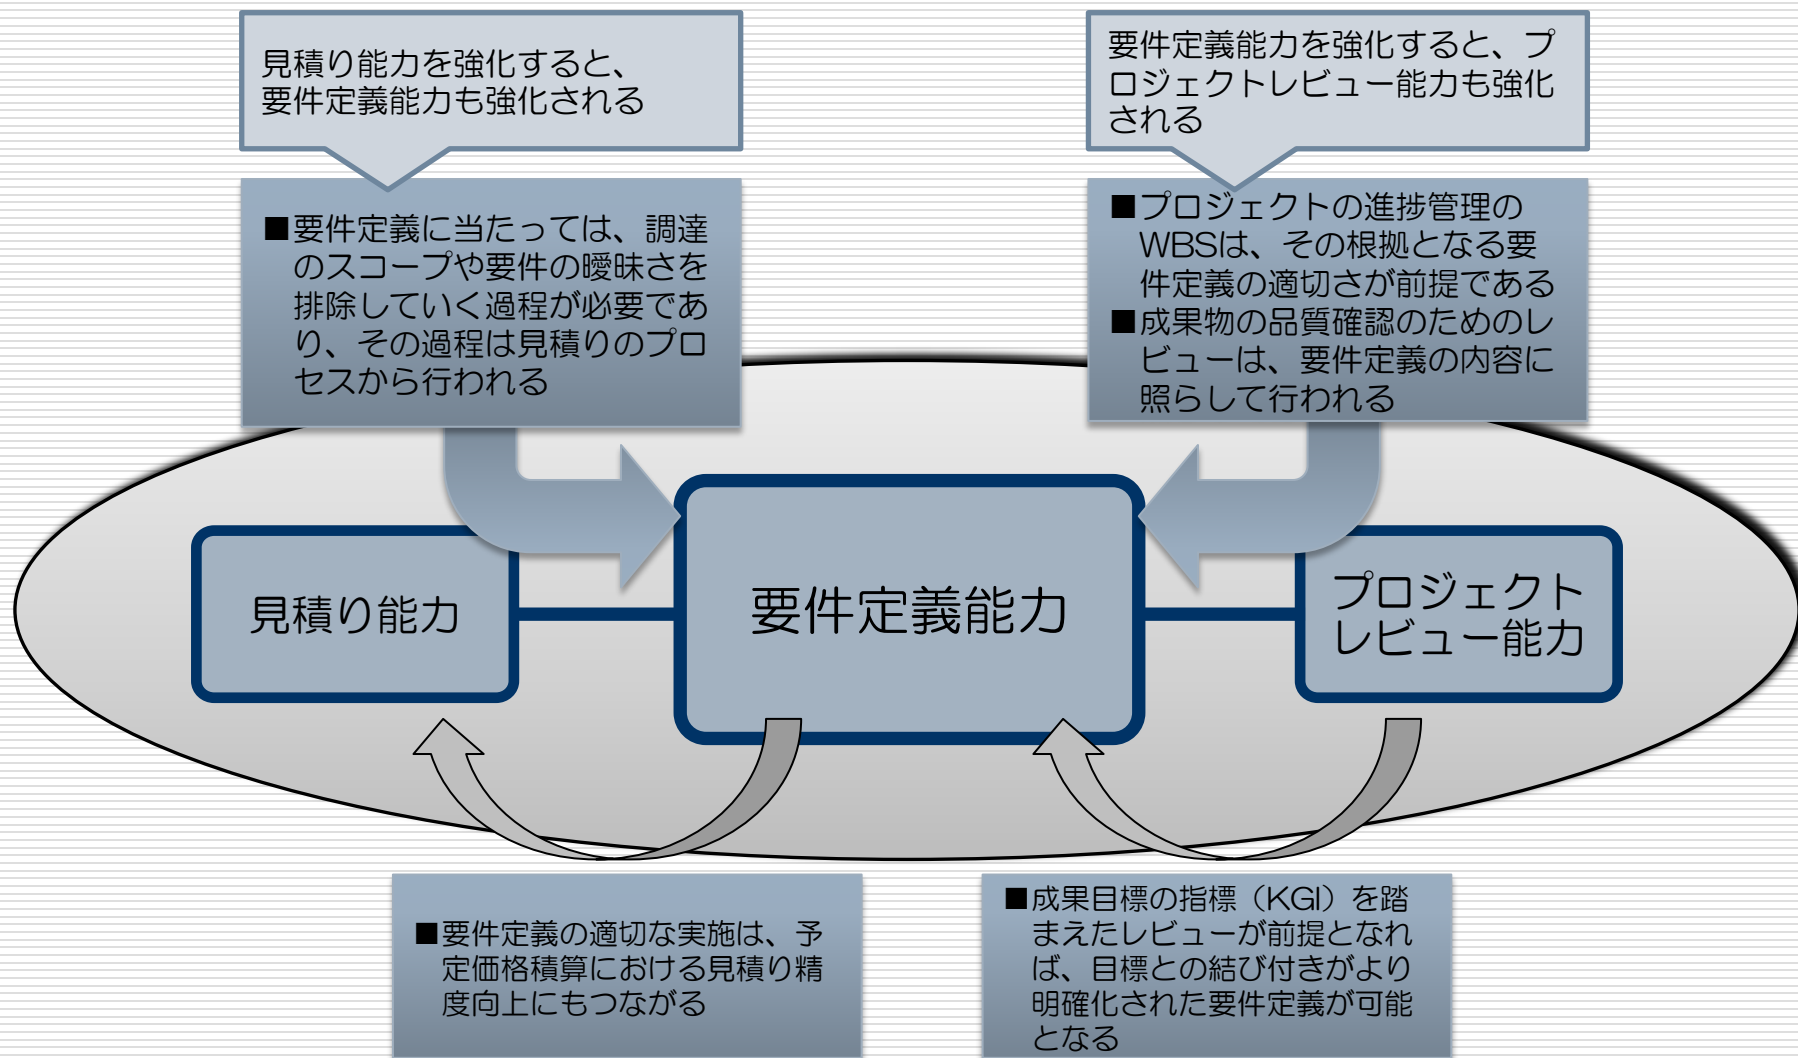 見積り能力を強化すると、
要件定義能力も強化される
要件定義能力を強化すると、プ
ロジェクトレビュー能力も強化
される
■要件定義に当たっては、調達
のスコープや要件の曖昧さを
排除していく過程が必要であ
り、その過程は見積りのプロ
セスから行われる
■プロジェクトの進捗管理の
WBSは、その根拠となる要
件定義の適切さが前提である
■成果物の品質確認のためのレ
ビューは、要件定義の内容に
照らして行われる
見積り能力
要件定義能力
プロジェクト
レビュー能力
■要件定義の適切な実施は、予
定価格積算における見積り精
度向上にもつながる
■成果目標の指標（KGI）を踏
まえたレビューが前提となれ
ば、目標との結び付きがより
明確化された要件定義が可能
となる